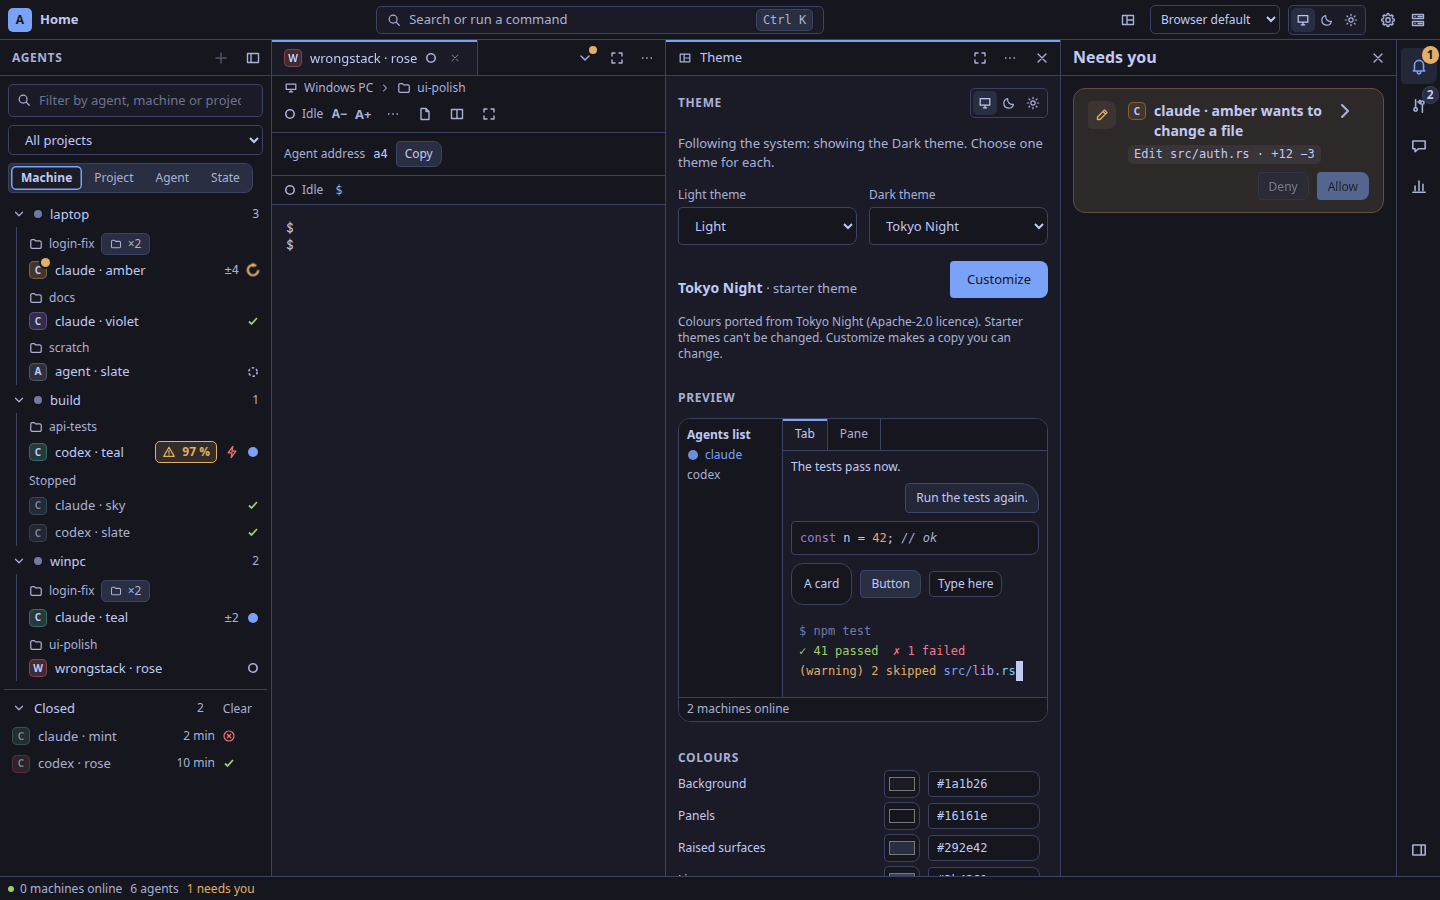 A Home
Search or run a command Ctrl K
Browser default
AGENTS
Filter by agent, machine or project
All projects
Machine Project Agent State
laptop 3
login-fix ×2
C claude · amber ±4
docs
C claude · violet
scratch
A agent · slate
build 1
api-tests
C codex · teal 97 %
Stopped
C claude · sky
C codex · slate
winpc 2
login-fix ×2
C claude · teal ±2
ui-polish
W wrongstack · rose
Closed 2 Clear
C claude · mint 2 min
C codex · rose 10 min
W wrongstack · rose
Windows PC ui-polish
Idle A− A+
Agent address a4 Copy
Idle $
$
$
Theme
THEME
Following the system: showing the Dark theme. Choose one
theme for each.
Light theme Dark theme
Light Tokyo Night
Tokyo Night · starter theme Customize
Colours ported from Tokyo Night (Apache-2.0 licence). Starter
themes can't be changed. Customize makes a copy you can
change.
PREVIEW
Agents list
claude
codex
Tab Pane
The tests pass now.
Run the tests again.
const n = 42; // ok
A card Button Type here
$ npm test
✓ 41 passed ✗ 1 failed
(warning) 2 skipped src/lib.rs
2 machines online
COLOURS
Background #1a1b26
Panels #16161e
Raised surfaces #292e42
Needs you
C claude · amber wants to
change a file
Edit src/auth.rs · +12 −3
Deny Allow
1
2
0 machines online 6 agents 1 needs you